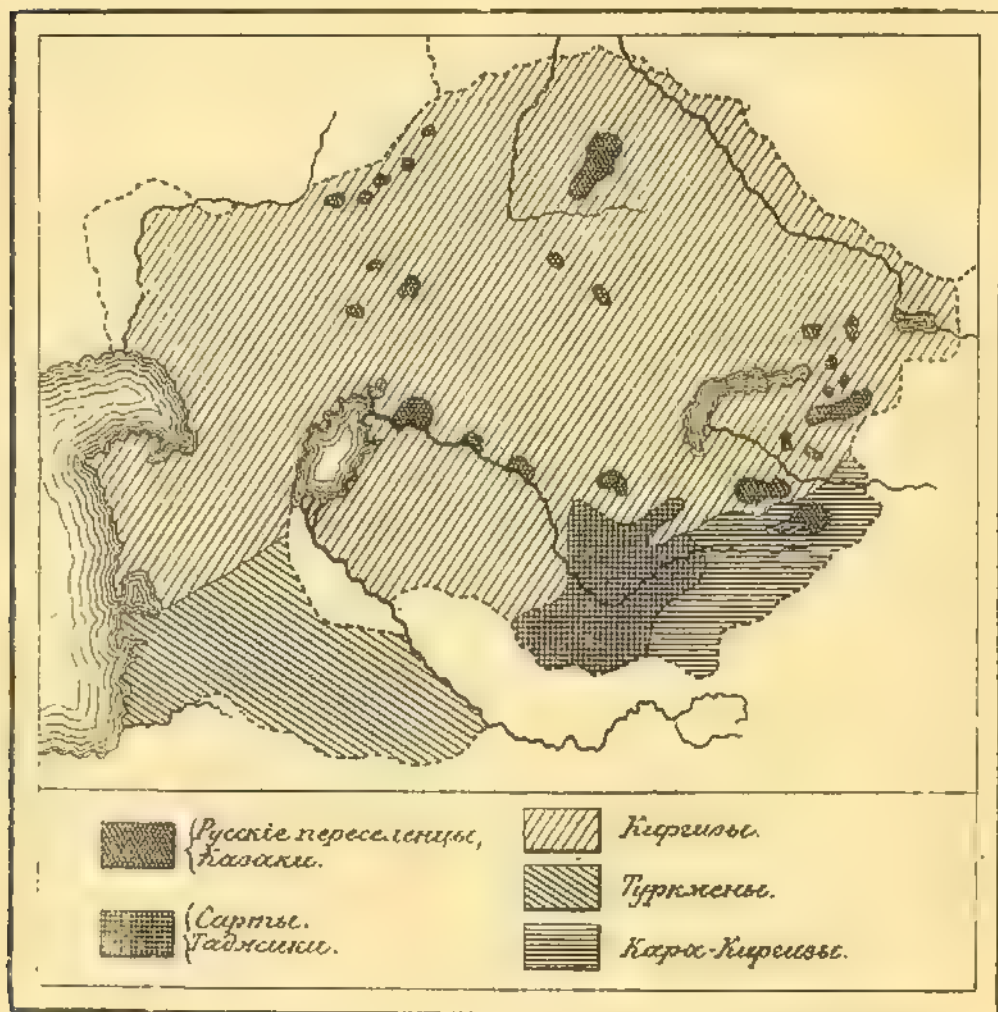 Русскіе переселенцы,
Казаки.
Сарты.
Таджики.
Киргизы.
Туркмены.
Кара-Киргизы.